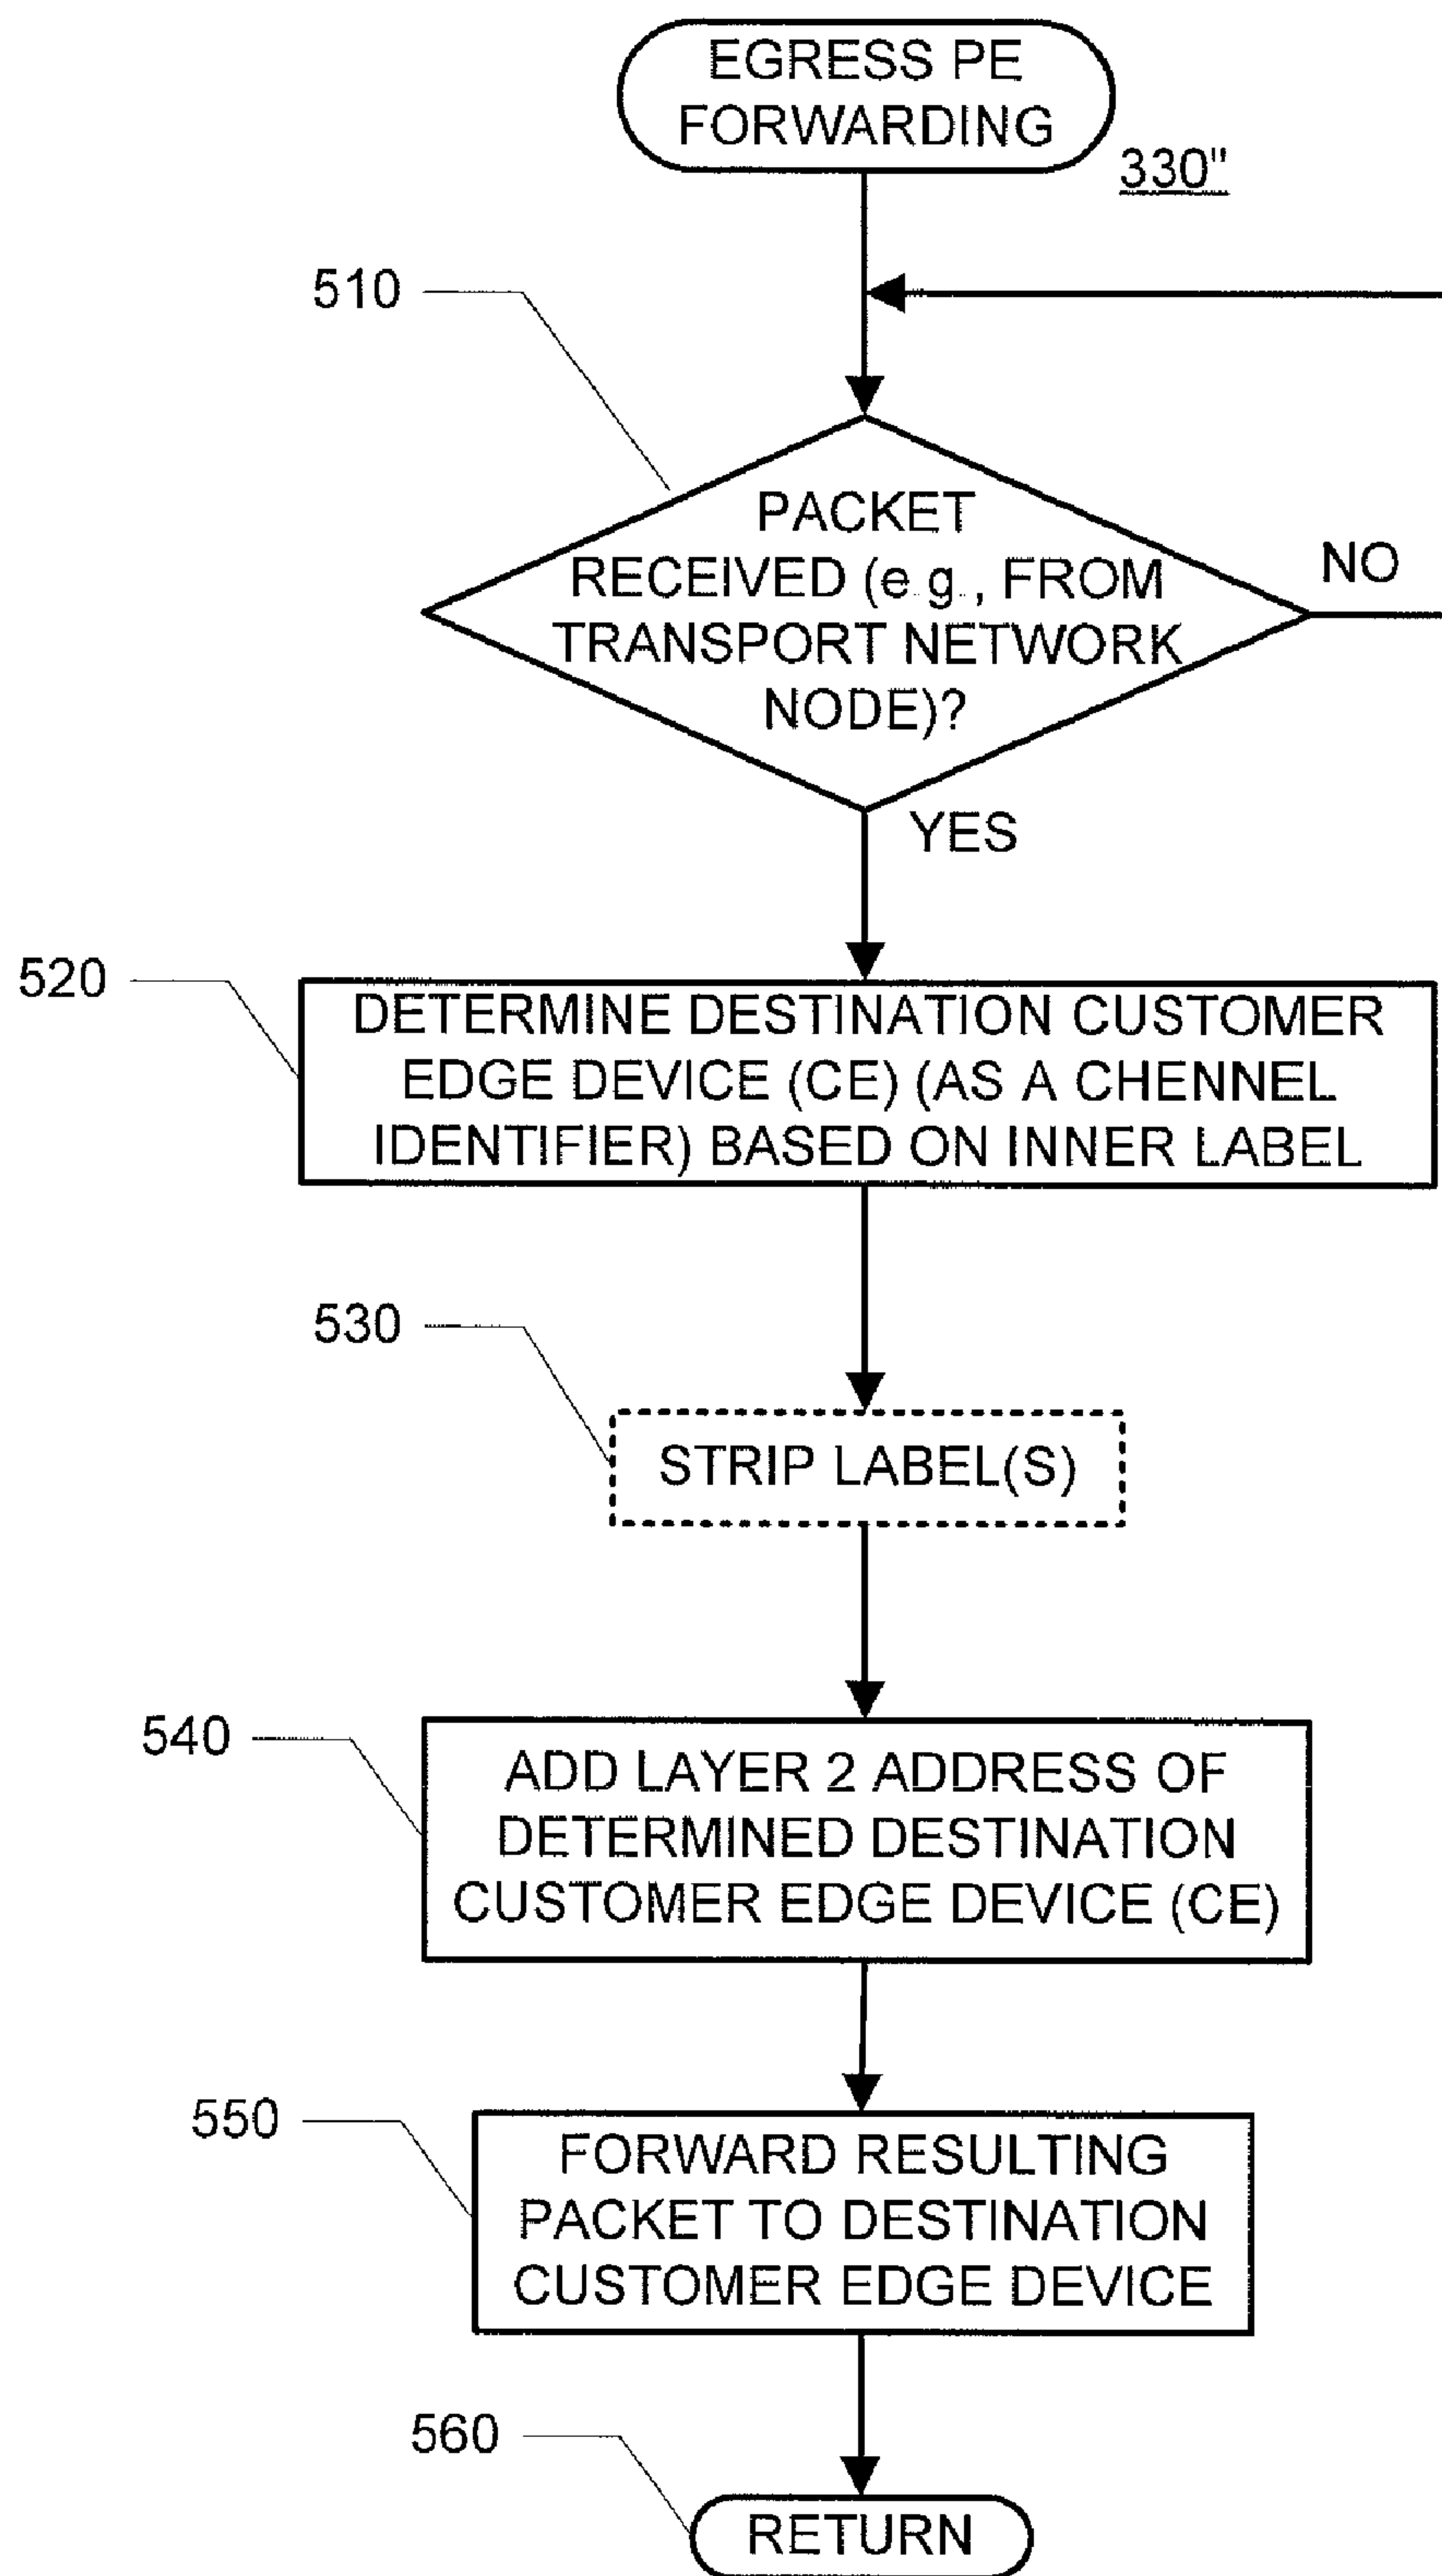 EGRESS PE
FORWARDING
330"
510
PACKET
RECEIVED (e.g., FROM
TRANSPORT NETWORK
NODE)?
NO
YES
520
DETERMINE DESTINATION CUSTOMER
EDGE DEVICE (CE) (AS A CHENNEL
IDENTIFIER) BASED ON INNER LABEL
530
STRIP LABEL(S)
540
ADD LAYER 2 ADDRESS OF
DETERMINED DESTINATION
CUSTOMER EDGE DEVICE (CE)
550
FORWARD RESULTING
PACKET TO DESTINATION
CUSTOMER EDGE DEVICE
560
RETURN